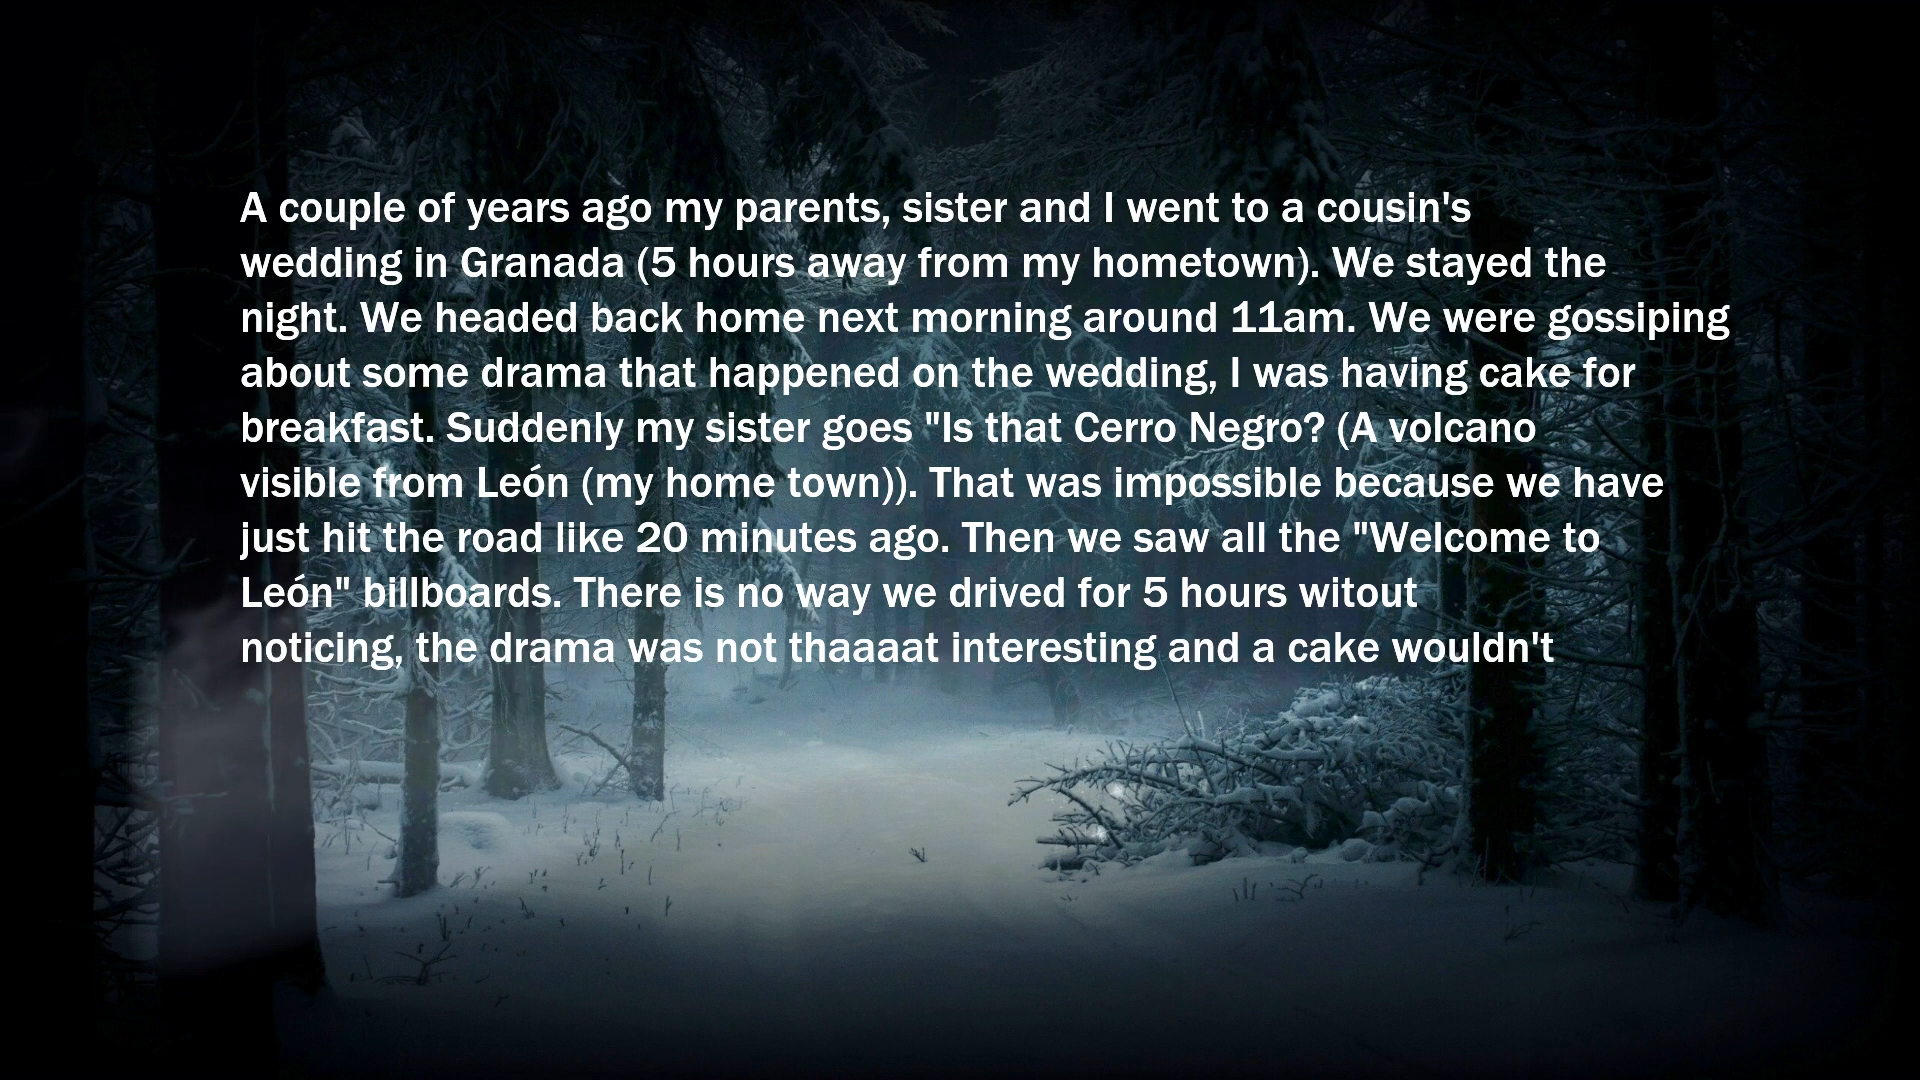 A couple of years ago my parents, sister and I went to a cousin's
wedding in Granada (5 hours away from my hometown). We stayed the
night. We headed back home next morning around 11am. We were gossiping
about some drama that happened on the wedding, I was having cake for
breakfast. Suddenly my sister goes "Is that Cerro Negro? (A volcano
visible from León (my home town)). That was impossible because we have
just hit the road like 20 minutes ago. Then we saw all the "Welcome to
León" billboards. There is no way we drived for 5 hours witout
noticing, the drama was not thaaaat interesting and a cake wouldn't